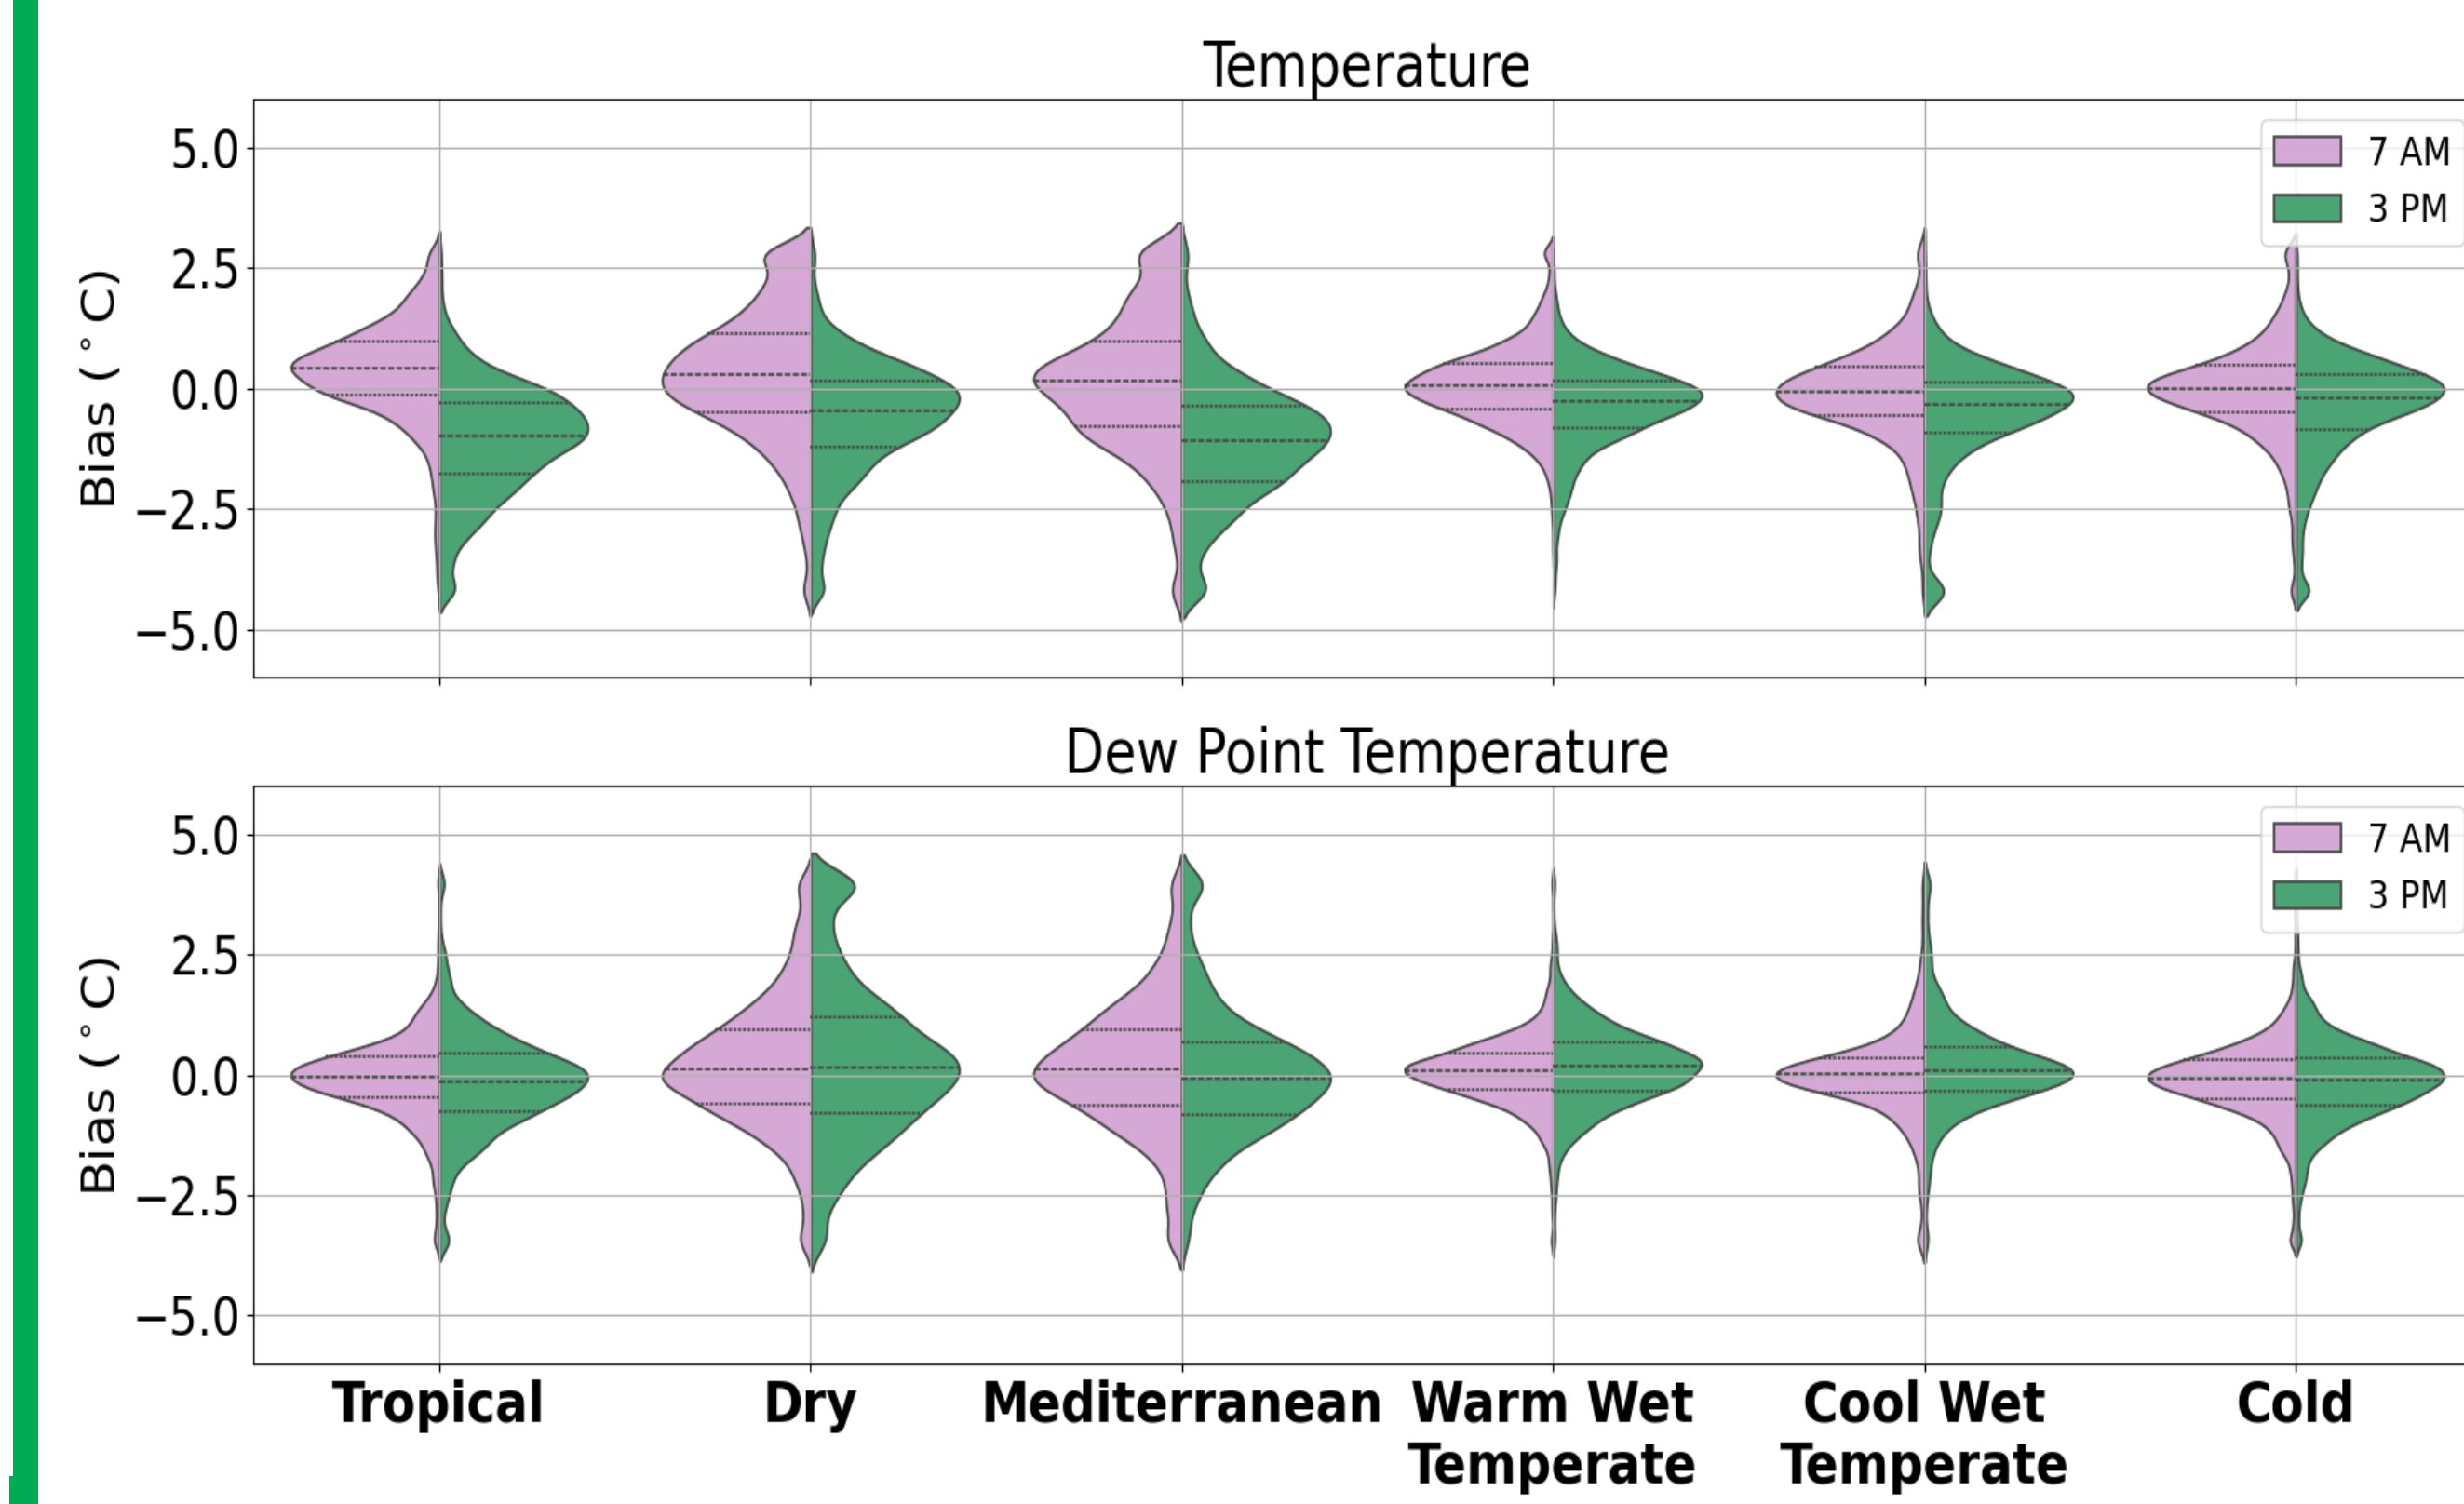 Temperature
5.0
2.5
0.0
−2.5
−5.0
Bias (°C)
7 AM
3 PM
Dew Point Temperature
5.0
2.5
0.0
−2.5
−5.0
Bias (°C)
7 AM
3 PM
Tropical
Dry
Mediterranean
Warm Wet
Temperate
Cool Wet
Temperate
Cold